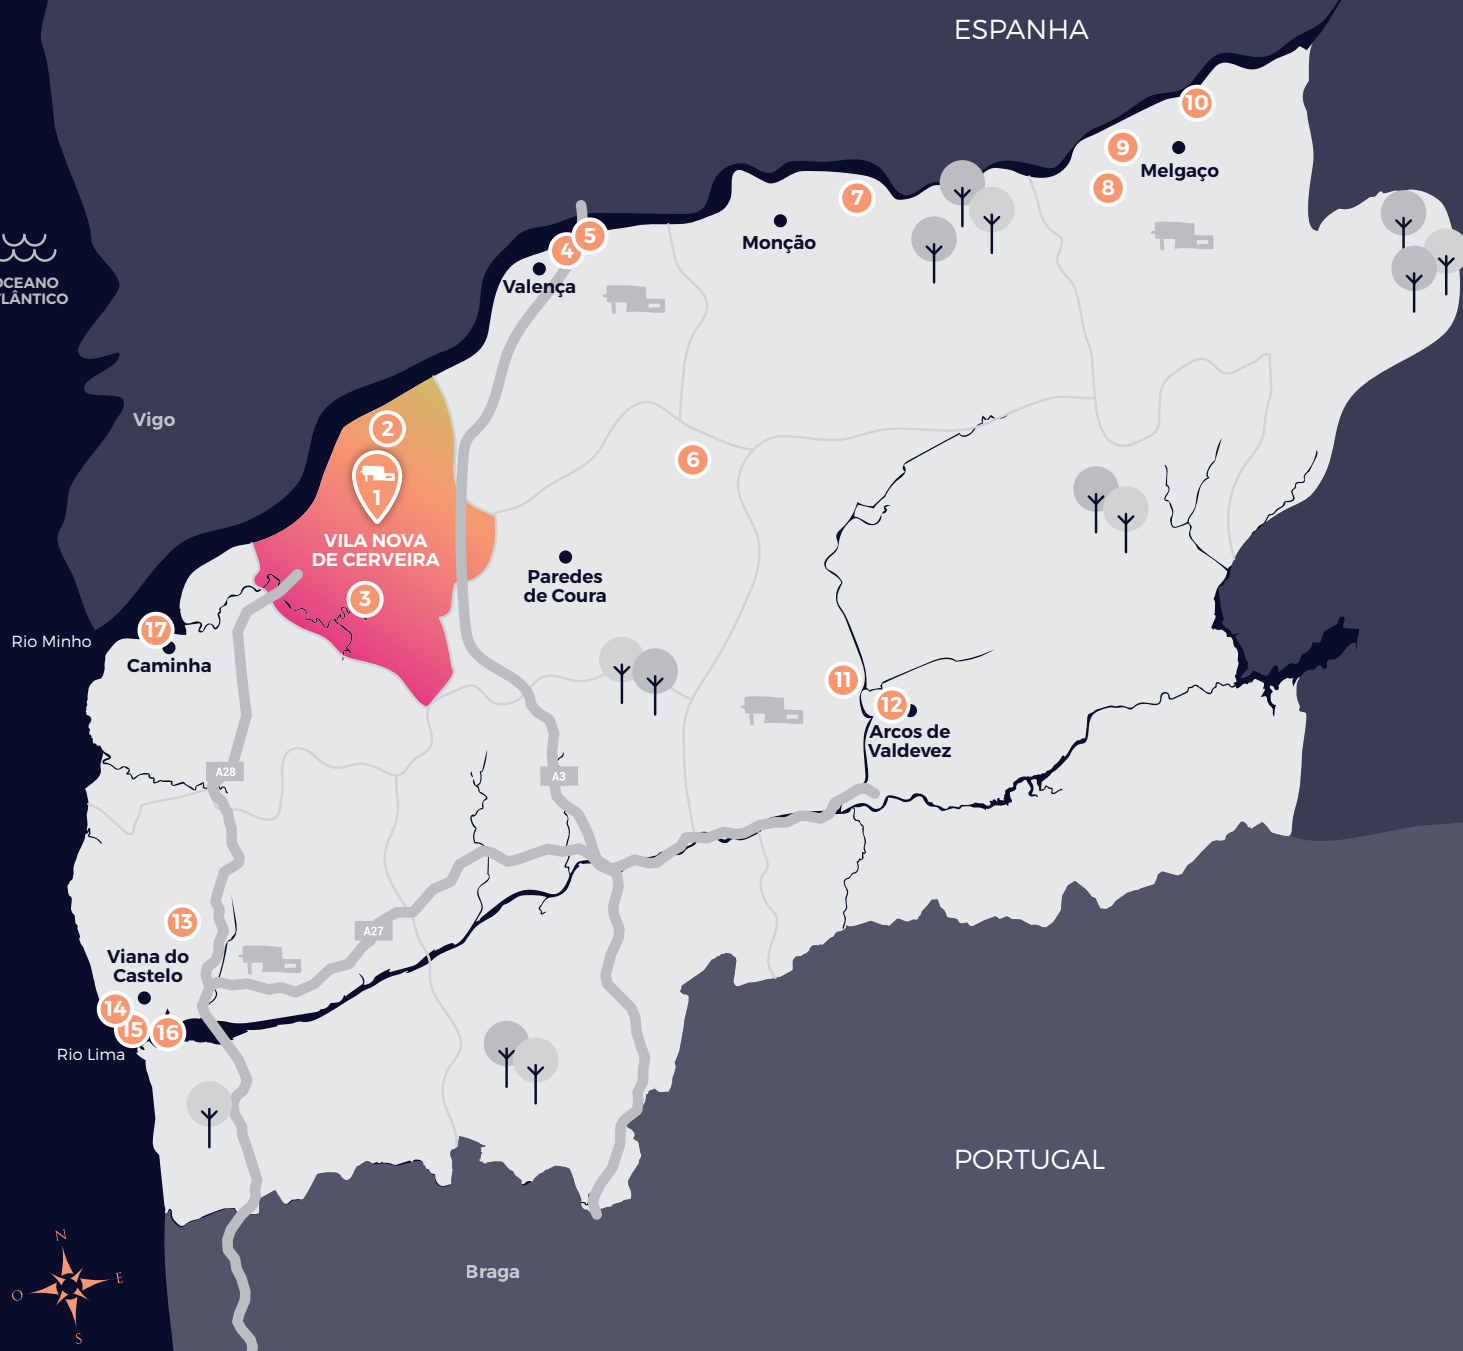 ESPANHA
10
9
Melgaço
8
7
Monção
5
4
Valença
OCEANO
ATLÂNTICO
Vigo
2
1
6
VILA NOVA
DE CERVEIRA
Paredes
de Coura
3
17
Rio Minho
Caminha
11
12
Arcos de
Valdevez
A28
A3
13
A27
Viana do
Castelo
14
15
16
Rio Lima
PORTUGAL
N
E
O
S
Braga